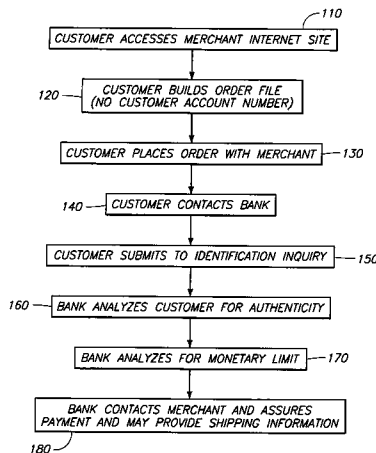 110
CUSTOMER ACCESSES MERCHANT INTERNET SITE
120
CUSTOMER BUILDS ORDER FILE
(NO CUSTOMER ACCOUNT NUMBER)
CUSTOMER PLACES ORDER WITH MERCHANT
130
140
CUSTOMER CONTACTS BANK
CUSTOMER SUBMITS TO IDENTIFICATION INQUIRY
150
160
BANK ANALYZES CUSTOMER FOR AUTHENTICITY
BANK ANALYZES FOR MONETARY LIMIT
170
BANK CONTACTS MERCHANT AND ASSURES
PAYMENT AND MAY PROVIDE SHIPPING INFORMATION
180